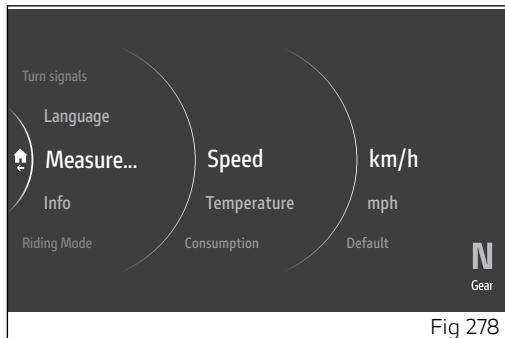 Turn signals
Language
Measure... Speed km/h
Info Temperature mph
Riding Mode Consumption Default
N
Gear
Fig 278